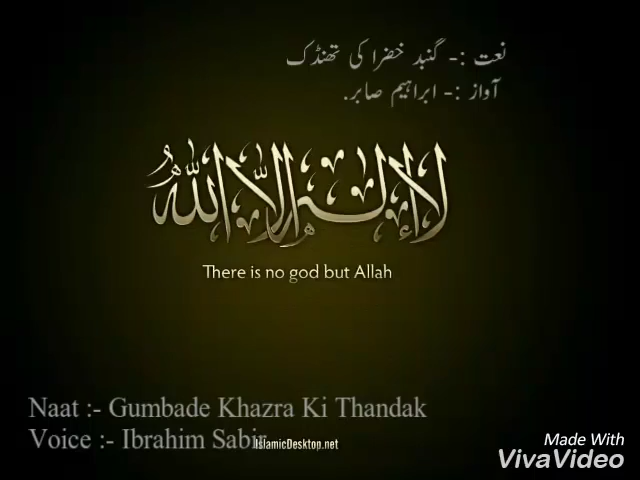 نعت :- گنبد خضرا کی تھنڈک
آواز :- ابراہیم صابر.
لا إله إلا الله
There is no god but Allah
Naat :- Gumbade Khazra Ki Thandak
Voice :- Ibrahim Sabir
IslamicDesktop.net
Made With
VivaVideo